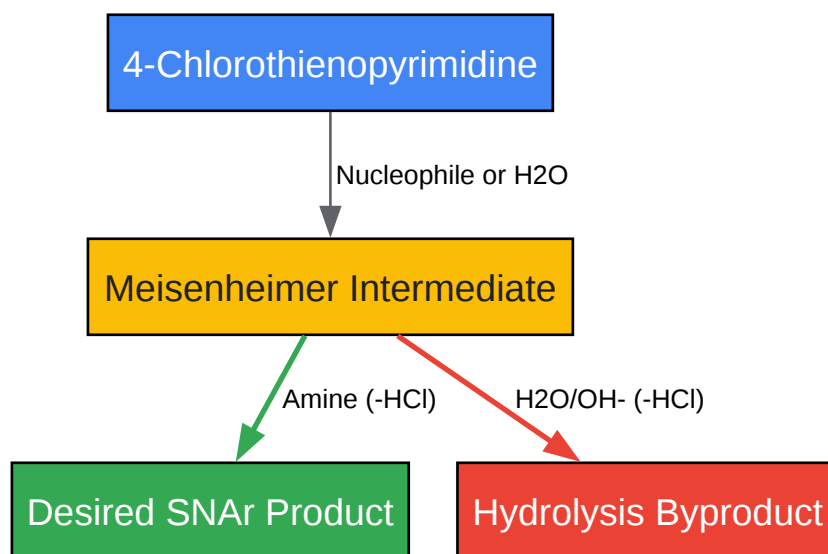 4-Chlorothienopyrimidine
Nucleophile or H2O
Meisenheimer Intermediate
Amine (-HCl)
H2O/OH- (-HCl)
Desired SNAr Product
Hydrolysis Byproduct